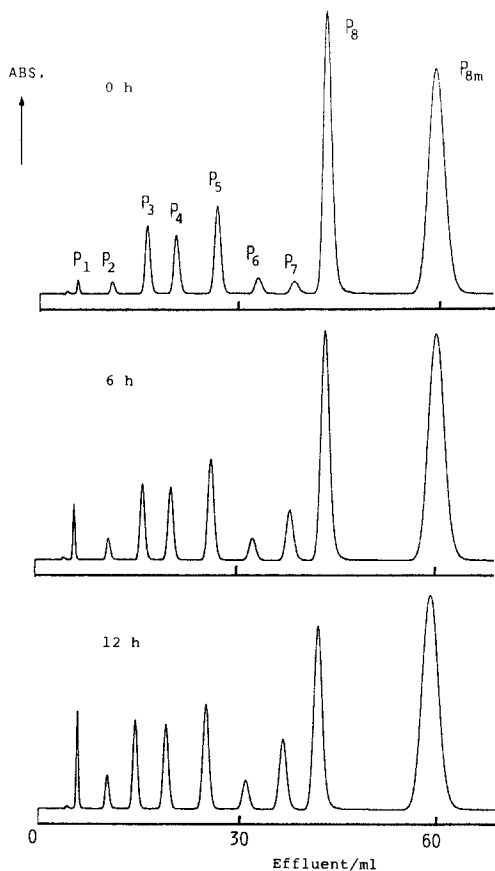 ABS.
0 h
P1
P2
P3
P4
P5
P6
P7
P8
P8m
6 h
12 h
0
30
60
Effluent/ml